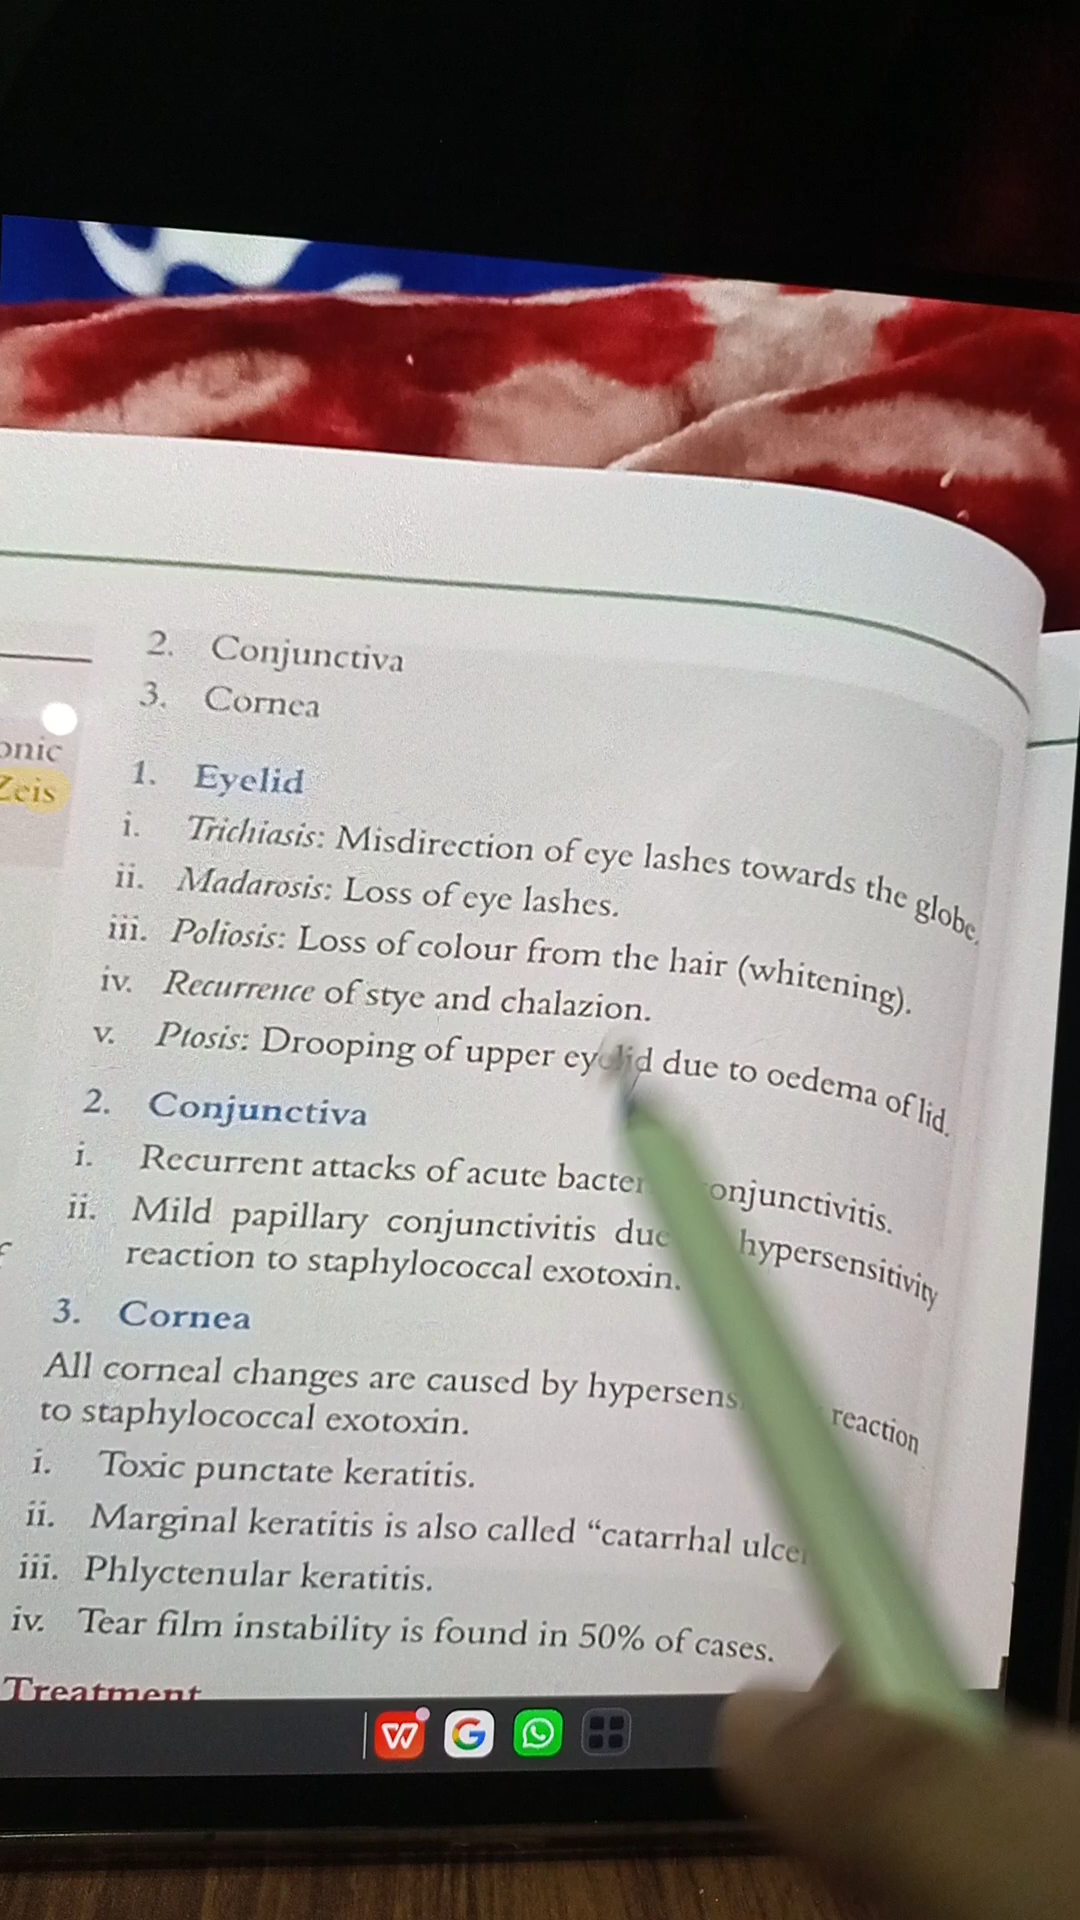 2. Conjunctiva
3. Cornea
onic
Zeis
1. Eyelid
i. Trichiasis: Misdirection of eye lashes towards the globe.
ii. Madarosis: Loss of eye lashes.
iii. Poliosis: Loss of colour from the hair (whitening).
iv. Recurrence of stye and chalazion.
v. Ptosis: Drooping of upper eyelid due to oedema of lid.
2. Conjunctiva
i. Recurrent attacks of acute bacter onjunctivitis.
ii. Mild papillary conjunctivitis due hypersensitivity
reaction to staphylococcal exotoxin.
3. Cornea
All corneal changes are caused by hypersens reaction
to staphylococcal exotoxin.
i. Toxic punctate keratitis.
ii. Marginal keratitis is also called “catarrhal ulce
iii. Phlyctenular keratitis.
iv. Tear film instability is found in 50% of cases.
Treatment